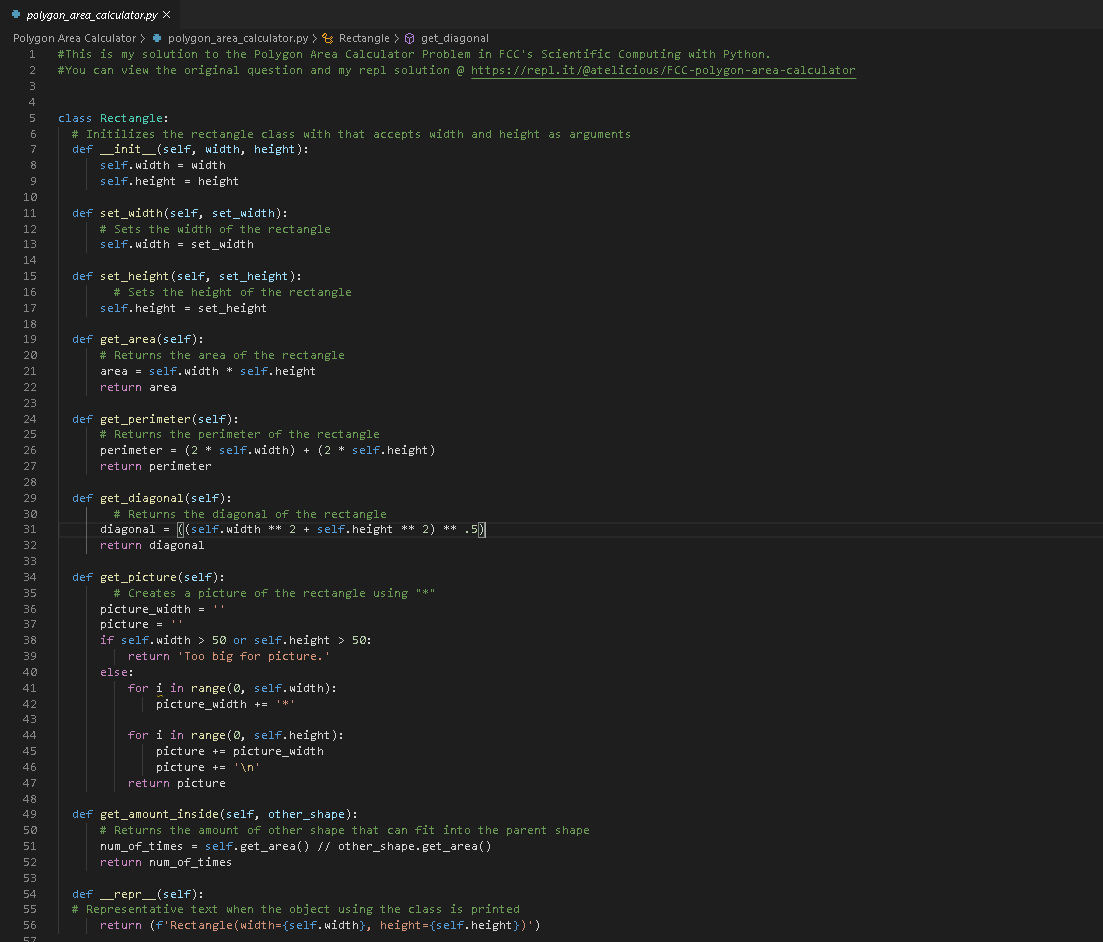 polygon_area_calculator.py ×
Polygon Area Calculator > polygon_area_calculator.py > Rectangle > get_diagonal
1 #This is my solution to the Polygon Area Calculator Problem in FCC's Scientific Computing with Python.
2 #You can view the original question and my repl solution @ https://repl.it/@atelicious/FCC-polygon-area-calculator
3
4
5 class Rectangle:
6   # Initilizes the rectangle class with that accepts width and height as arguments
7   def __init__(self, width, height):
8       self.width = width
9       self.height = height
10
11   def set_width(self, set_width):
12       # Sets the width of the rectangle
13       self.width = set_width
14
15   def set_height(self, set_height):
16         # Sets the height of the rectangle
17       self.height = set_height
18
19   def get_area(self):
20       # Returns the area of the rectangle
21       area = self.width * self.height
22       return area
23
24   def get_perimeter(self):
25       # Returns the perimeter of the rectangle
26       perimeter = (2 * self.width) + (2 * self.height)
27       return perimeter
28
29   def get_diagonal(self):
30         # Returns the diagonal of the rectangle
31       diagonal = ((self.width ** 2 + self.height ** 2) ** .5)
32       return diagonal
33
34   def get_picture(self):
35         # Creates a picture of the rectangle using "*"
36       picture_width = ''
37       picture = ''
38       if self.width > 50 or self.height > 50:
39           return 'Too big for picture.'
40       else:
41           for i in range(0, self.width):
42               picture_width += '*'
43
44           for i in range(0, self.height):
45               picture += picture_width
46               picture += '\n'
47           return picture
48
49   def get_amount_inside(self, other_shape):
50       # Returns the amount of other shape that can fit into the parent shape
51       num_of_times = self.get_area() // other_shape.get_area()
52       return num_of_times
53
54   def __repr__(self):
55   # Representative text when the object using the class is printed
56       return (f'Rectangle(width={self.width}, height={self.height})')
57